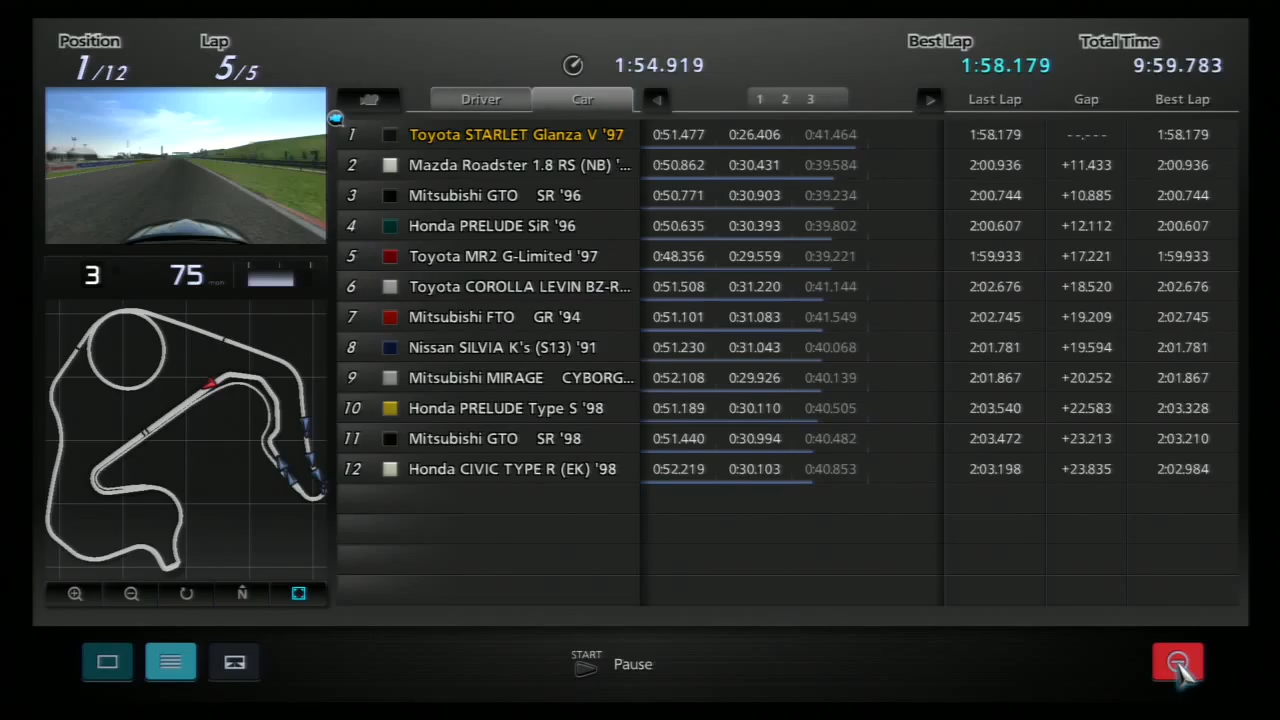 Position Lap Best Lap Total Time
1/12 5/5 1:54.919 1:58.179 9:59.783
Driver Car 1 2 3 Last Lap Gap Best Lap
1 Toyota STARLET Glanza V '97 0:51.477 0:26.406 0:41.464 1:58.179 --.--- 1:58.179
2 Mazda Roadster 1.8 RS (NB) '... 0:50.862 0:30.431 0:39.584 2:00.936 +11.433 2:00.936
3 Mitsubishi GTO SR '96 0:50.771 0:30.903 0:39.234 2:00.744 +10.885 2:00.744
4 Honda PRELUDE SiR '96 0:50.635 0:30.393 0:39.802 2:00.607 +12.112 2:00.607
5 Toyota MR2 G-Limited '97 0:48.356 0:29.559 0:39.221 1:59.933 +17.221 1:59.933
6 Toyota COROLLA LEVIN BZ-R... 0:51.508 0:31.220 0:41.144 2:02.676 +18.520 2:02.676
7 Mitsubishi FTO GR '94 0:51.101 0:31.083 0:41.549 2:02.745 +19.209 2:02.745
8 Nissan SILVIA K's (S13) '91 0:51.230 0:31.043 0:40.068 2:01.781 +19.594 2:01.781
9 Mitsubishi MIRAGE CYBORG... 0:52.108 0:29.926 0:40.139 2:01.867 +20.252 2:01.867
10 Honda PRELUDE Type S '98 0:51.189 0:30.110 0:40.505 2:03.540 +22.583 2:03.328
11 Mitsubishi GTO SR '98 0:51.440 0:30.994 0:40.482 2:03.472 +23.213 2:03.210
12 Honda CIVIC TYPE R (EK) '98 0:52.219 0:30.103 0:40.853 2:03.198 +23.835 2:02.984
3 75
N
START
Pause